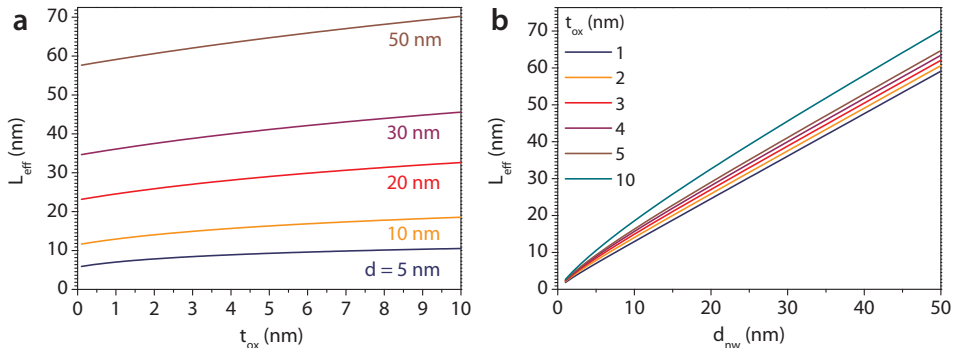 a
L_eff (nm)
70
60
50
40
30
20
10
0
50 nm
30 nm
20 nm
10 nm
d = 5 nm
0 1 2 3 4 5 6 7 8 9 10
t_ox (nm)
b
L_eff (nm)
70
60
50
40
30
20
10
0
t_ox (nm)
1
2
3
4
5
10
0 10 20 30 40 50
d_nw (nm)